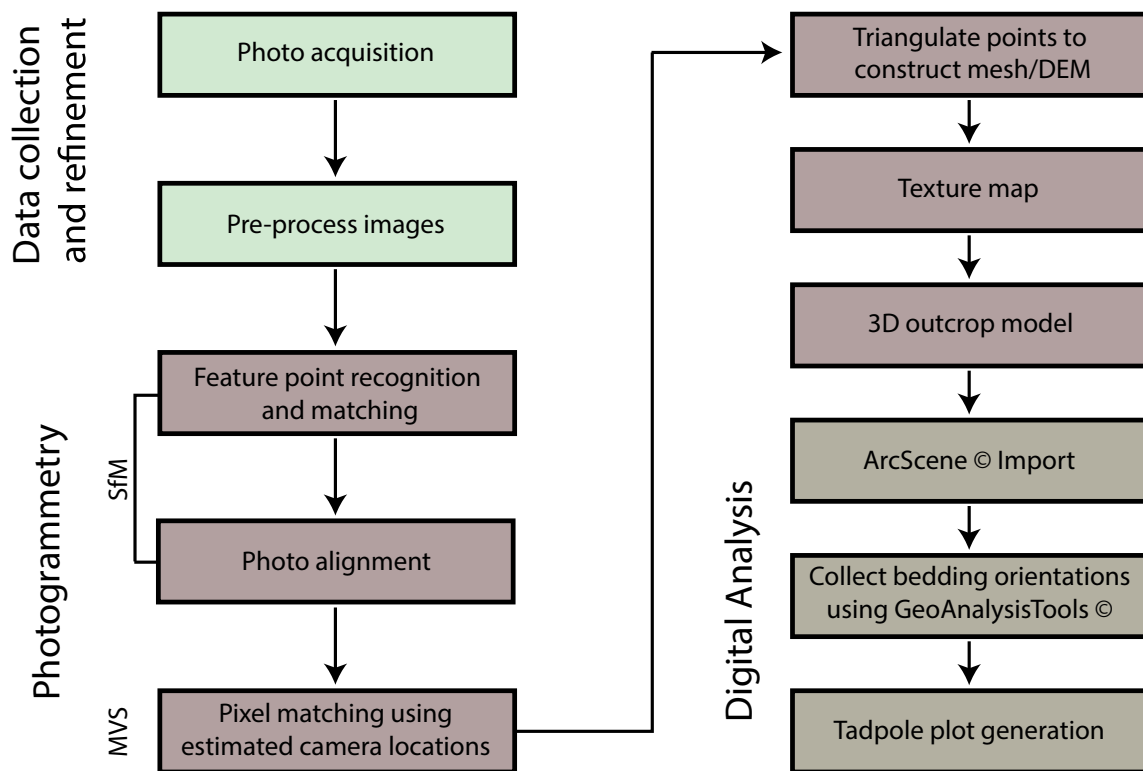 Data collection
and refinement
Photo acquisition
Pre-process images
Photogrammetry
SfM
Feature point recognition
and matching
Photo alignment
MVS
Pixel matching using
estimated camera locations
Triangulate points to
construct mesh/DEM
Texture map
3D outcrop model
Digital Analysis
ArcScene © Import
Collect bedding orientations
using GeoAnalysisTools ©
Tadpole plot generation